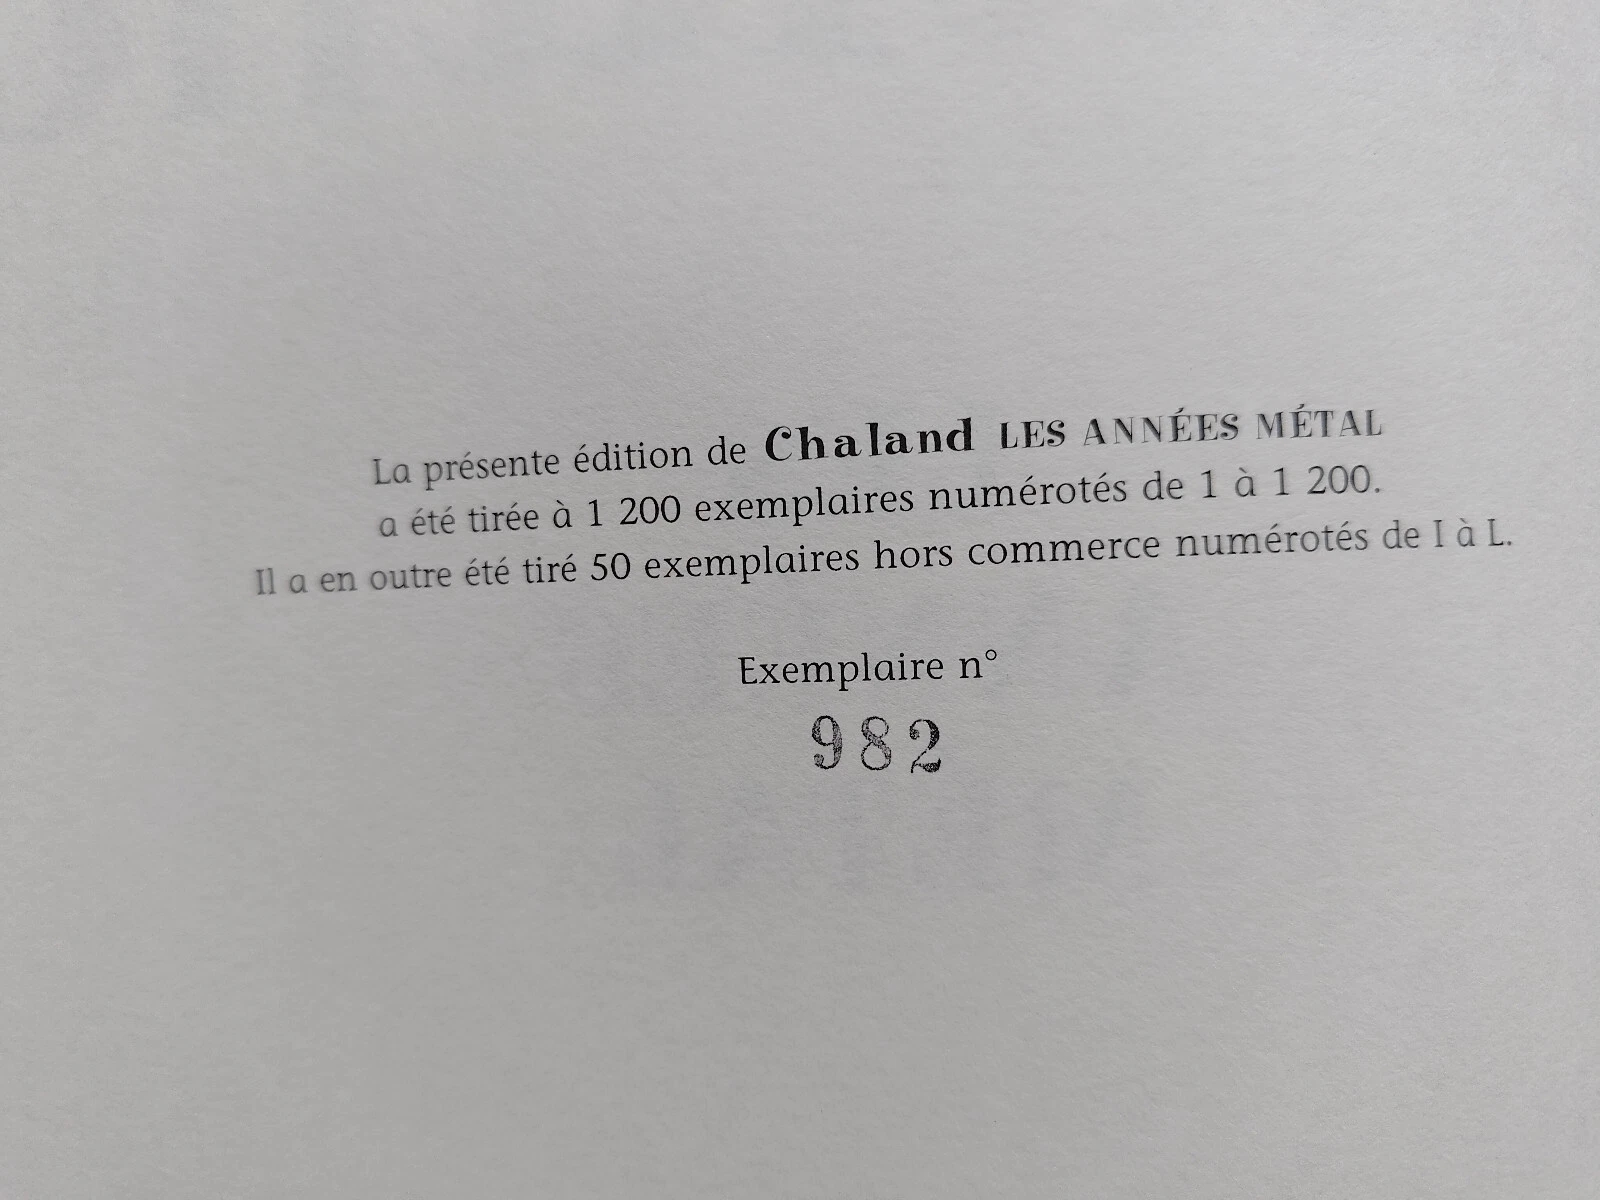 La présente édition de Chaland LES ANNÉES MÉTAL
a été tirée à 1 200 exemplaires numérotés de 1 à 1 200.
Il a en outre été tiré 50 exemplaires hors commerce numérotés de I à L.
Exemplaire n°
982